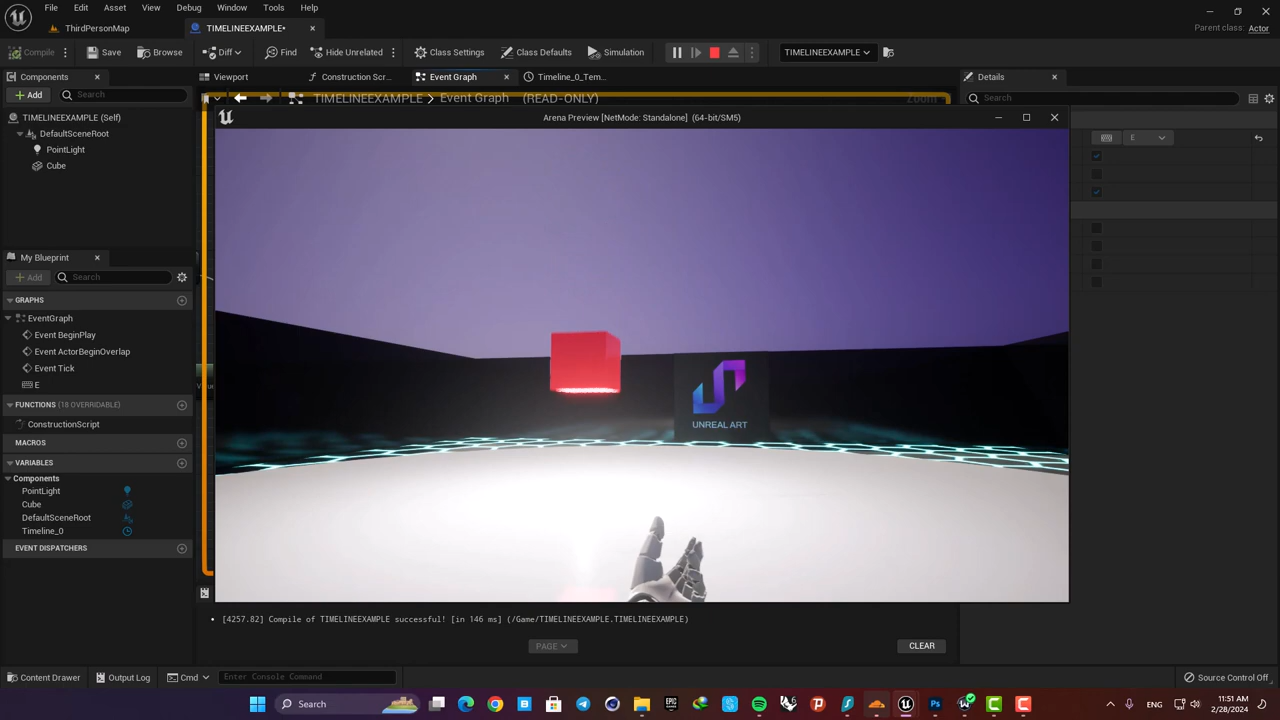 File Edit Asset View Debug Window Tools Help
ThirdPersonMap
TIMELINEEXAMPLE*
Parent class: Actor
Compile
Save
Browse
Diff
Find
Hide Unrelated
Class Settings
Class Defaults
Simulation
TIMELINEEXAMPLE
Components
Viewport
Construction Scr...
Event Graph
Timeline_0_Tem...
Details
Add
Search
TIMELINEEXAMPLE > Event Graph (READ-ONLY)
Zoom
Search
TIMELINEEXAMPLE (Self)
DefaultSceneRoot
PointLight
Cube
Arena Preview [NetMode: Standalone] (64-bit/SM5)
E
UNREAL ART
My Blueprint
Add
Search
GRAPHS
EventGraph
Event BeginPlay
Event ActorBeginOverlap
Event Tick
E
FUNCTIONS (18 OVERRIDABLE)
ConstructionScript
MACROS
VARIABLES
Components
PointLight
Cube
DefaultSceneRoot
Timeline_0
EVENT DISPATCHERS
[4257.82] Compile of TIMELINEEXAMPLE successful! [in 146 ms] (/Game/TIMELINEEXAMPLE.TIMELINEEXAMPLE)
PAGE
CLEAR
Content Drawer
Output Log
Cmd
Enter Console Command
Source Control Off
Search
ENG
11:51 AM
2/28/2024